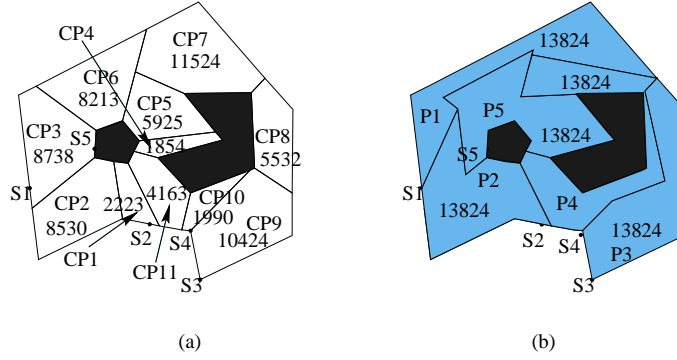 CP4
CP7
11524
CP6
8213
CP5
5925
CP3
8738
S5
1854
CP8
5532
S1
CP2
8530
2223
4163
CP10
1990
CP9
10424
S2
S4
CP1
CP11
S3
(a)
13824
13824
P1
P5
13824
S5
P2
S1
13824
P4
S2
S4
13824
P3
S3
(b)